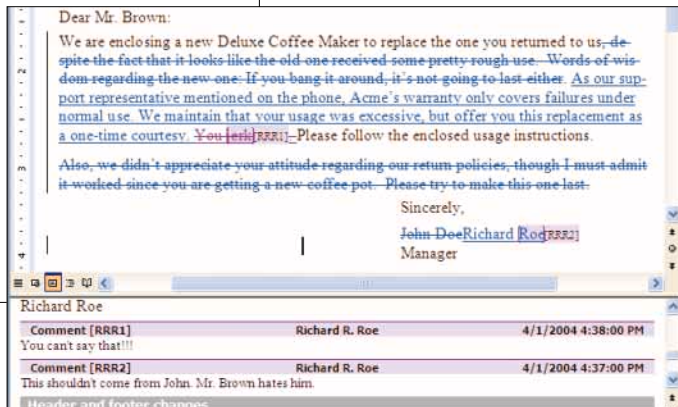 Dear Mr. Brown:
We are enclosing a new Deluxe Coffee Maker to replace the one you returned to us, de-
spite the fact that it looks like the old one received some pretty rough use.  Words of wis-
dom regarding the new one: If you bang it around, it's not going to last either. As our sup-
port representative mentioned on the phone, Acme's warranty only covers failures under
normal use. We maintain that your usage was excessive, but offer you this replacement as
a one-time courtesy. You jerk[RRR1]  Please follow the enclosed usage instructions.
Also, we didn't appreciate your attitude regarding our return policies, though I must admit
it worked since you are getting a new coffee pot.  Please try to make this one last.
Sincerely,
John DoeRichard Roe[RRR2]
Manager
Richard Roe
Comment [RRR1] Richard R. Roe 4/1/2004 4:38:00 PM
You can't say that!!!
Comment [RRR2] Richard R. Roe 4/1/2004 4:37:00 PM
This shouldn't come from John. Mr. Brown hates him.
Header and footer changes
2
3
4